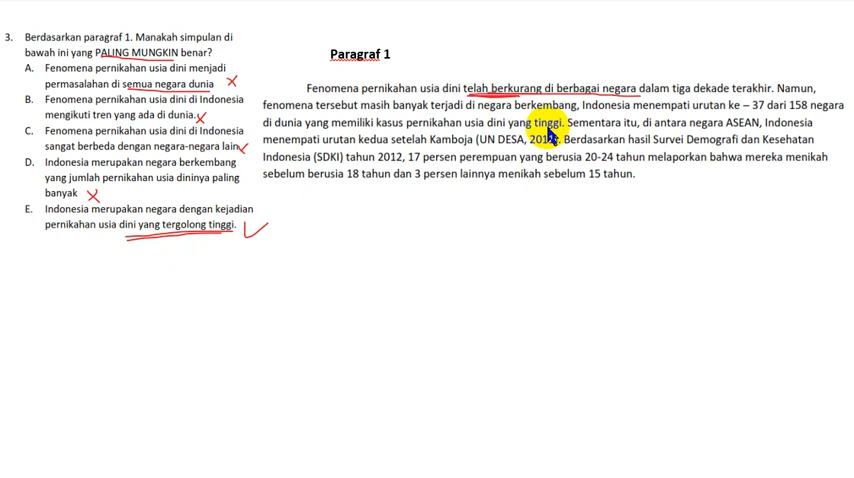 3. Berdasarkan paragraf 1. Manakah simpulan di
bawah ini yang PALING MUNGKIN benar?
A. Fenomena pernikahan usia dini menjadi
permasalahan di semua negara dunia
B. Fenomena pernikahan usia dini di Indonesia
mengikuti tren yang ada di dunia.
C. Fenomena pernikahan usia dini di Indonesia
sangat berbeda dengan negara-negara lain
D. Indonesia merupakan negara berkembang
yang jumlah pernikahan usia dininya paling
banyak
E. Indonesia merupakan negara dengan kejadian
pernikahan usia dini yang tergolong tinggi.
Paragraf 1
Fenomena pernikahan usia dini telah berkurang di berbagai negara dalam tiga dekade terakhir. Namun,
fenomena tersebut masih banyak terjadi di negara berkembang, Indonesia menempati urutan ke – 37 dari 158 negara
di dunia yang memiliki kasus pernikahan usia dini yang tinggi. Sementara itu, di antara negara ASEAN, Indonesia
menempati urutan kedua setelah Kamboja (UN DESA, Berdasarkan hasil Survei Demografi dan Kesehatan
Indonesia (SDKI) tahun 2012, 17 persen perempuan yang berusia 20-24 tahun melaporkan bahwa mereka menikah
sebelum berusia 18 tahun dan 3 persen lainnya menikah sebelum 15 tahun.